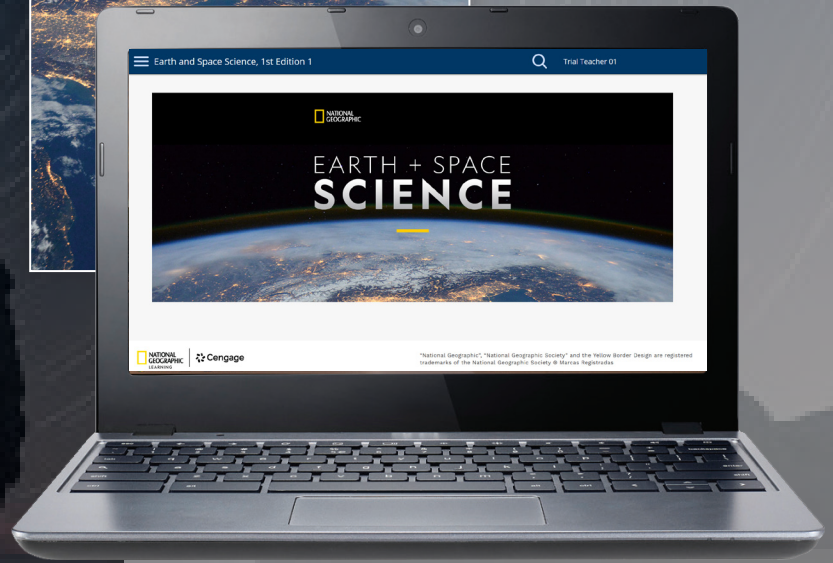 Earth and Space Science, 1st Edition 1
Trial Teacher 01
NATIONAL
GEOGRAPHIC
EARTH + SPACE
SCIENCE
NATIONAL
GEOGRAPHIC
LEARNING
Cengage
"National Geographic", "National Geographic Society" and the Yellow Border Design are registered
trademarks of the National Geographic Society ® Marcas Registradas